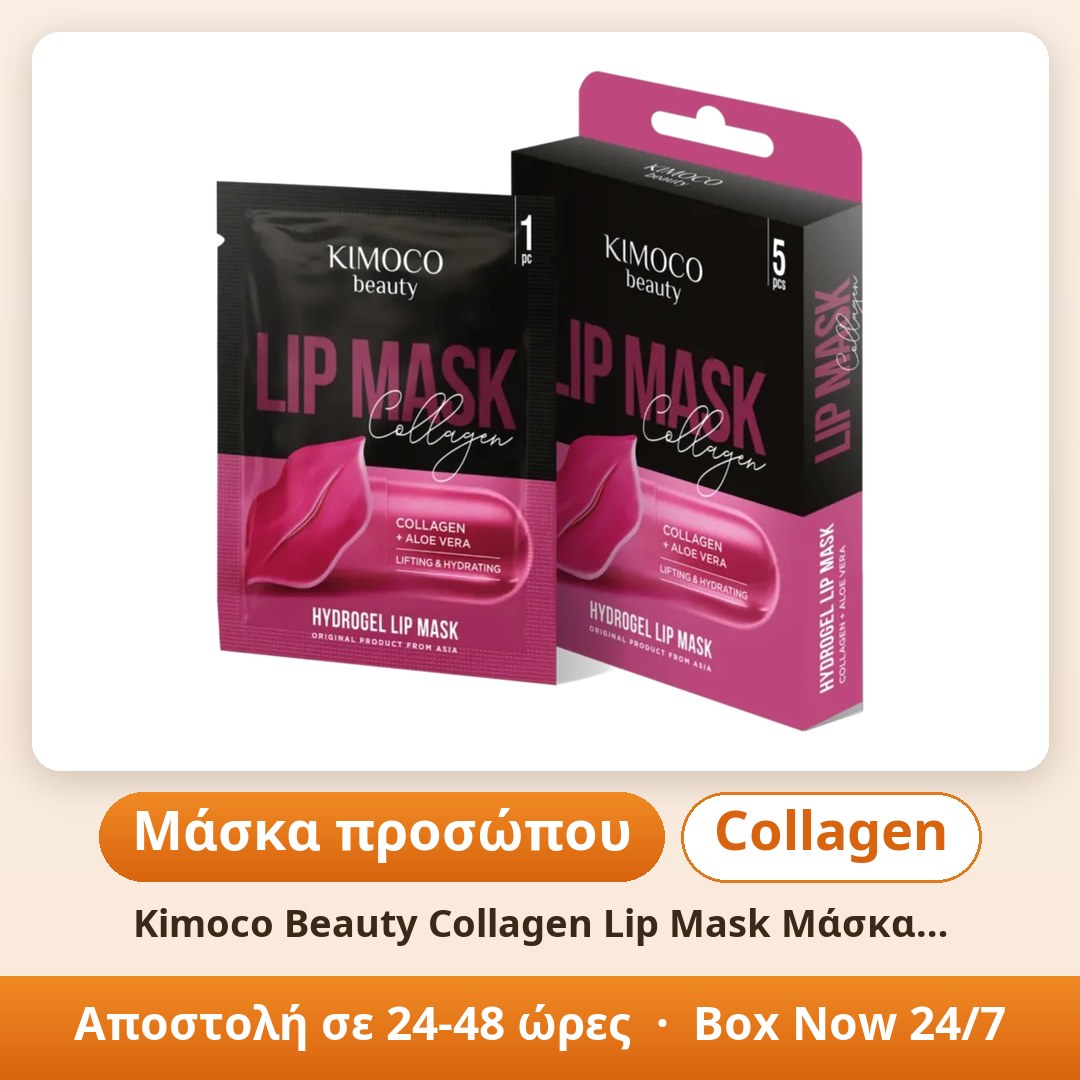 KIMOCO
beauty
1
pc
LIP MASK
Collagen
COLLAGEN
+ ALOE VERA
LIFTING & HYDRATING
HYDROGEL LIP MASK
ORIGINAL PRODUCT FROM ASIA
KIMOCO
beauty
KIMOCO
beauty
5
pcs
LIP MASK
Collagen
COLLAGEN
+ ALOE VERA
LIFTING & HYDRATING
HYDROGEL LIP MASK
ORIGINAL PRODUCT FROM ASIA
LIP MASK
Collagen
HYDROGEL LIP MASK
COLLAGEN + ALOE VERA
Μάσκα προσώπου
Collagen
Kimoco Beauty Collagen Lip Mask Μάσκα...
Αποστολή σε 24-48 ώρες · Box Now 24/7